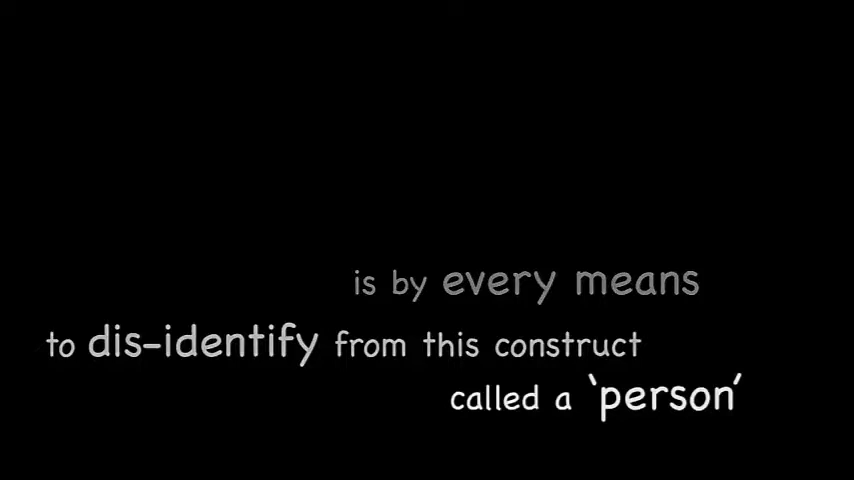 is by every means
to dis-identify from this construct
called a ‵person′